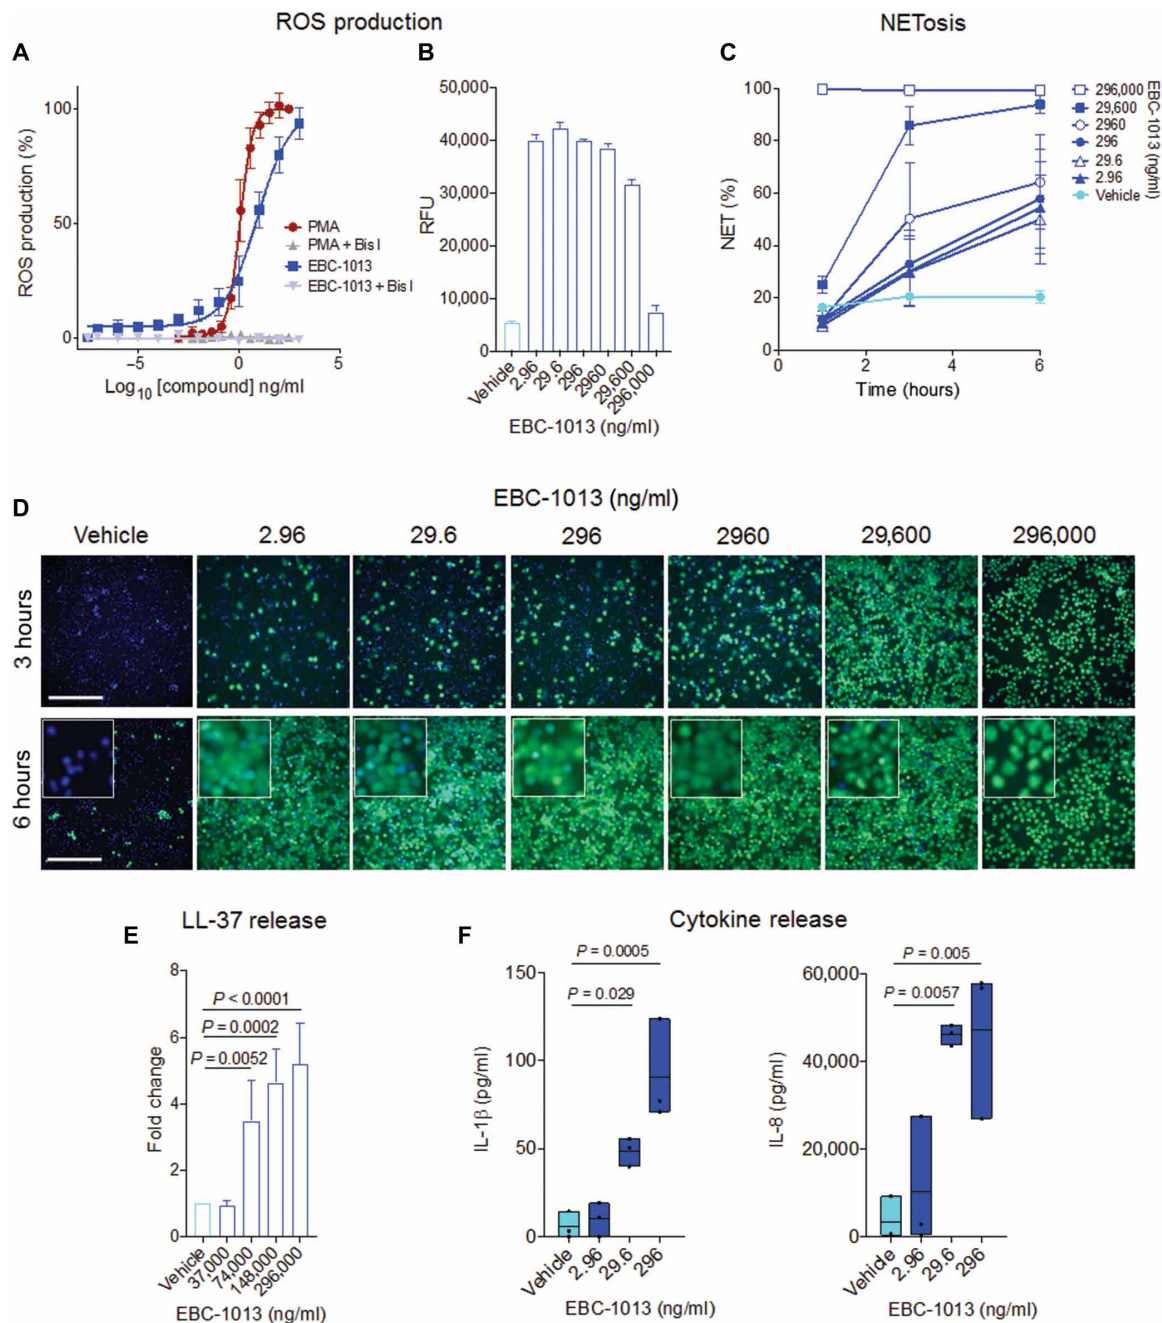 ROS production
NETosis
A
B
C
ROS production (%)
100
50
0
−5
0
5
Log10 [compound] ng/ml
PMA
PMA + Bis I
EBC-1013
EBC-1013 + Bis I
RFU
50,000
40,000
30,000
20,000
10,000
0
Vehicle
2.96
29.6
296
2960
29,600
296,000
EBC-1013 (ng/ml)
NET (%)
100
80
60
40
20
0
0
2
4
6
Time (hours)
296,000
29,600
2960
296
29.6
2.96
Vehicle
EBC-1013 (ng/ml)
D
EBC-1013 (ng/ml)
Vehicle
2.96
29.6
296
2960
29,600
296,000
3 hours
6 hours
LL-37 release
Cytokine release
E
F
Fold change
8
6
4
2
0
P < 0.0001
P = 0.0002
P = 0.0052
Vehicle
37,000
74,000
148,000
296,000
EBC-1013 (ng/ml)
IL-1β (pg/ml)
150
100
50
0
P = 0.0005
P = 0.029
Vehicle
2.96
29.6
296
EBC-1013 (ng/ml)
IL-8 (pg/ml)
60,000
40,000
20,000
0
P = 0.005
P = 0.0057
Vehicle
2.96
29.6
296
EBC-1013 (ng/ml)